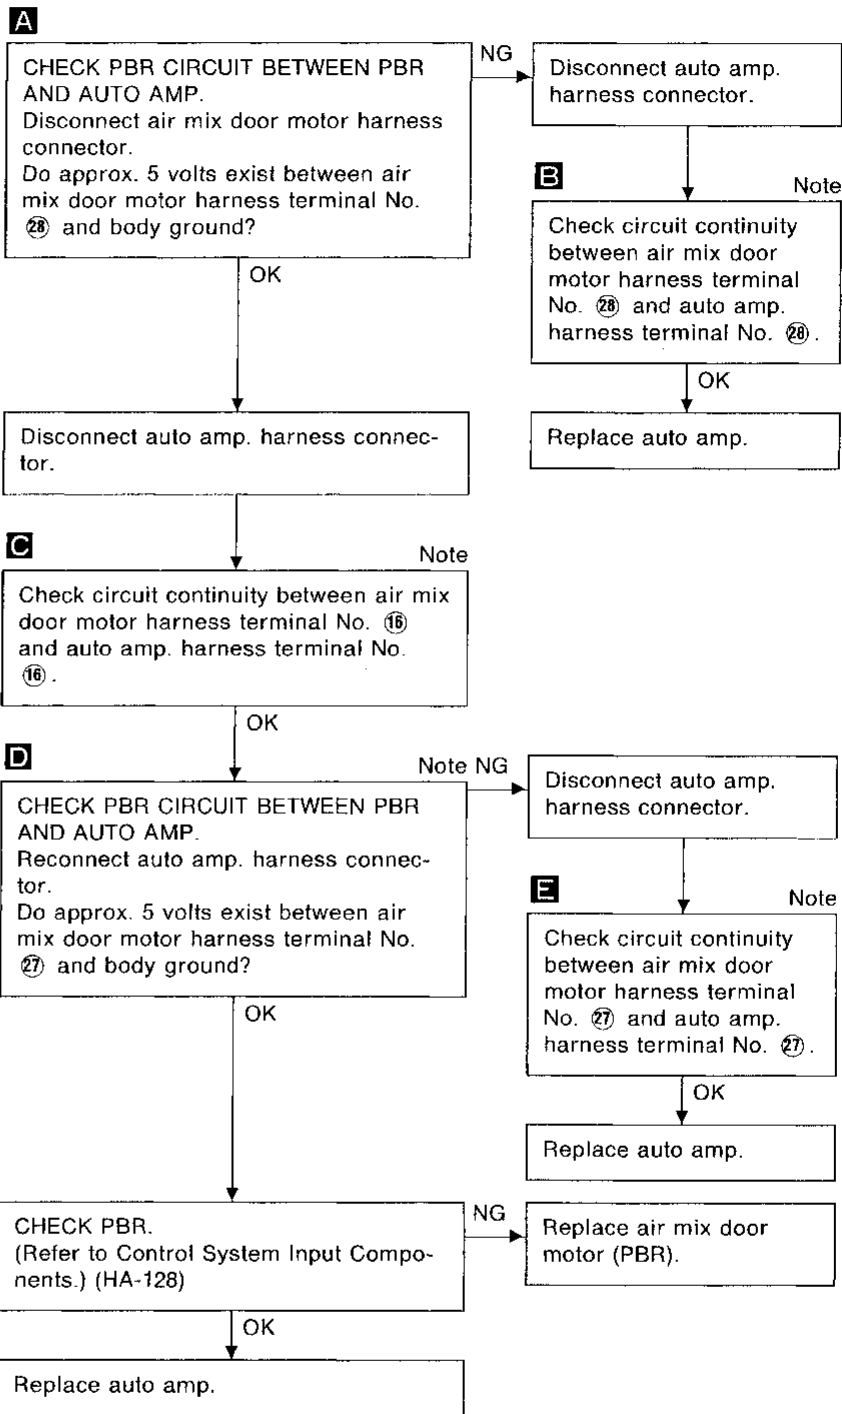 A
CHECK PBR CIRCUIT BETWEEN PBR
AND AUTO AMP.
Disconnect air mix door motor harness
connector.
Do approx. 5 volts exist between air
mix door motor harness terminal No.
㉘ and body ground?
NG
Disconnect auto amp.
harness connector.
OK
B
Note
Check circuit continuity
between air mix door
motor harness terminal
No. ㉘ and auto amp.
harness terminal No. ㉘.
OK
Replace auto amp.
Disconnect auto amp. harness connec-
tor.
C
Note
Check circuit continuity between air mix
door motor harness terminal No. ⑯
and auto amp. harness terminal No.
⑯.
OK
D
Note NG
CHECK PBR CIRCUIT BETWEEN PBR
AND AUTO AMP.
Reconnect auto amp. harness connec-
tor.
Do approx. 5 volts exist between air
mix door motor harness terminal No.
㉗ and body ground?
Disconnect auto amp.
harness connector.
E
Note
Check circuit continuity
between air mix door
motor harness terminal
No. ㉗ and auto amp.
harness terminal No. ㉗.
OK
Replace auto amp.
OK
CHECK PBR.
(Refer to Control System Input Compo-
nents.) (HA-128)
NG
Replace air mix door
motor (PBR).
OK
Replace auto amp.